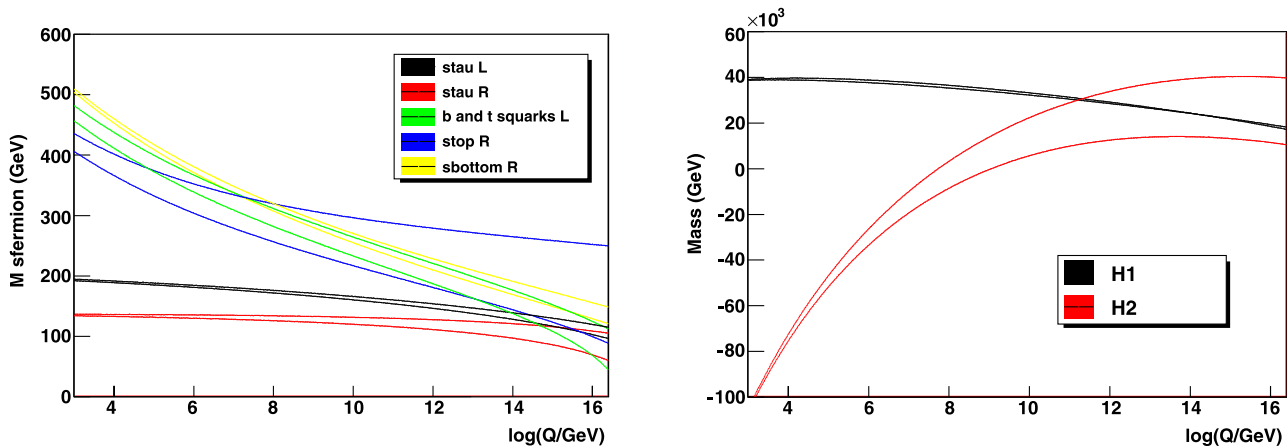 M sfermion (GeV)
600
500
400
300
200
100
0
stau L
stau R
b and t squarks L
stop R
sbottom R
4 6 8 10 12 14 16
log(Q/GeV)
×10³
Mass (GeV)
60
40
20
0
-20
-40
-60
-80
-100
H1
H2
4 6 8 10 12 14 16
log(Q/GeV)